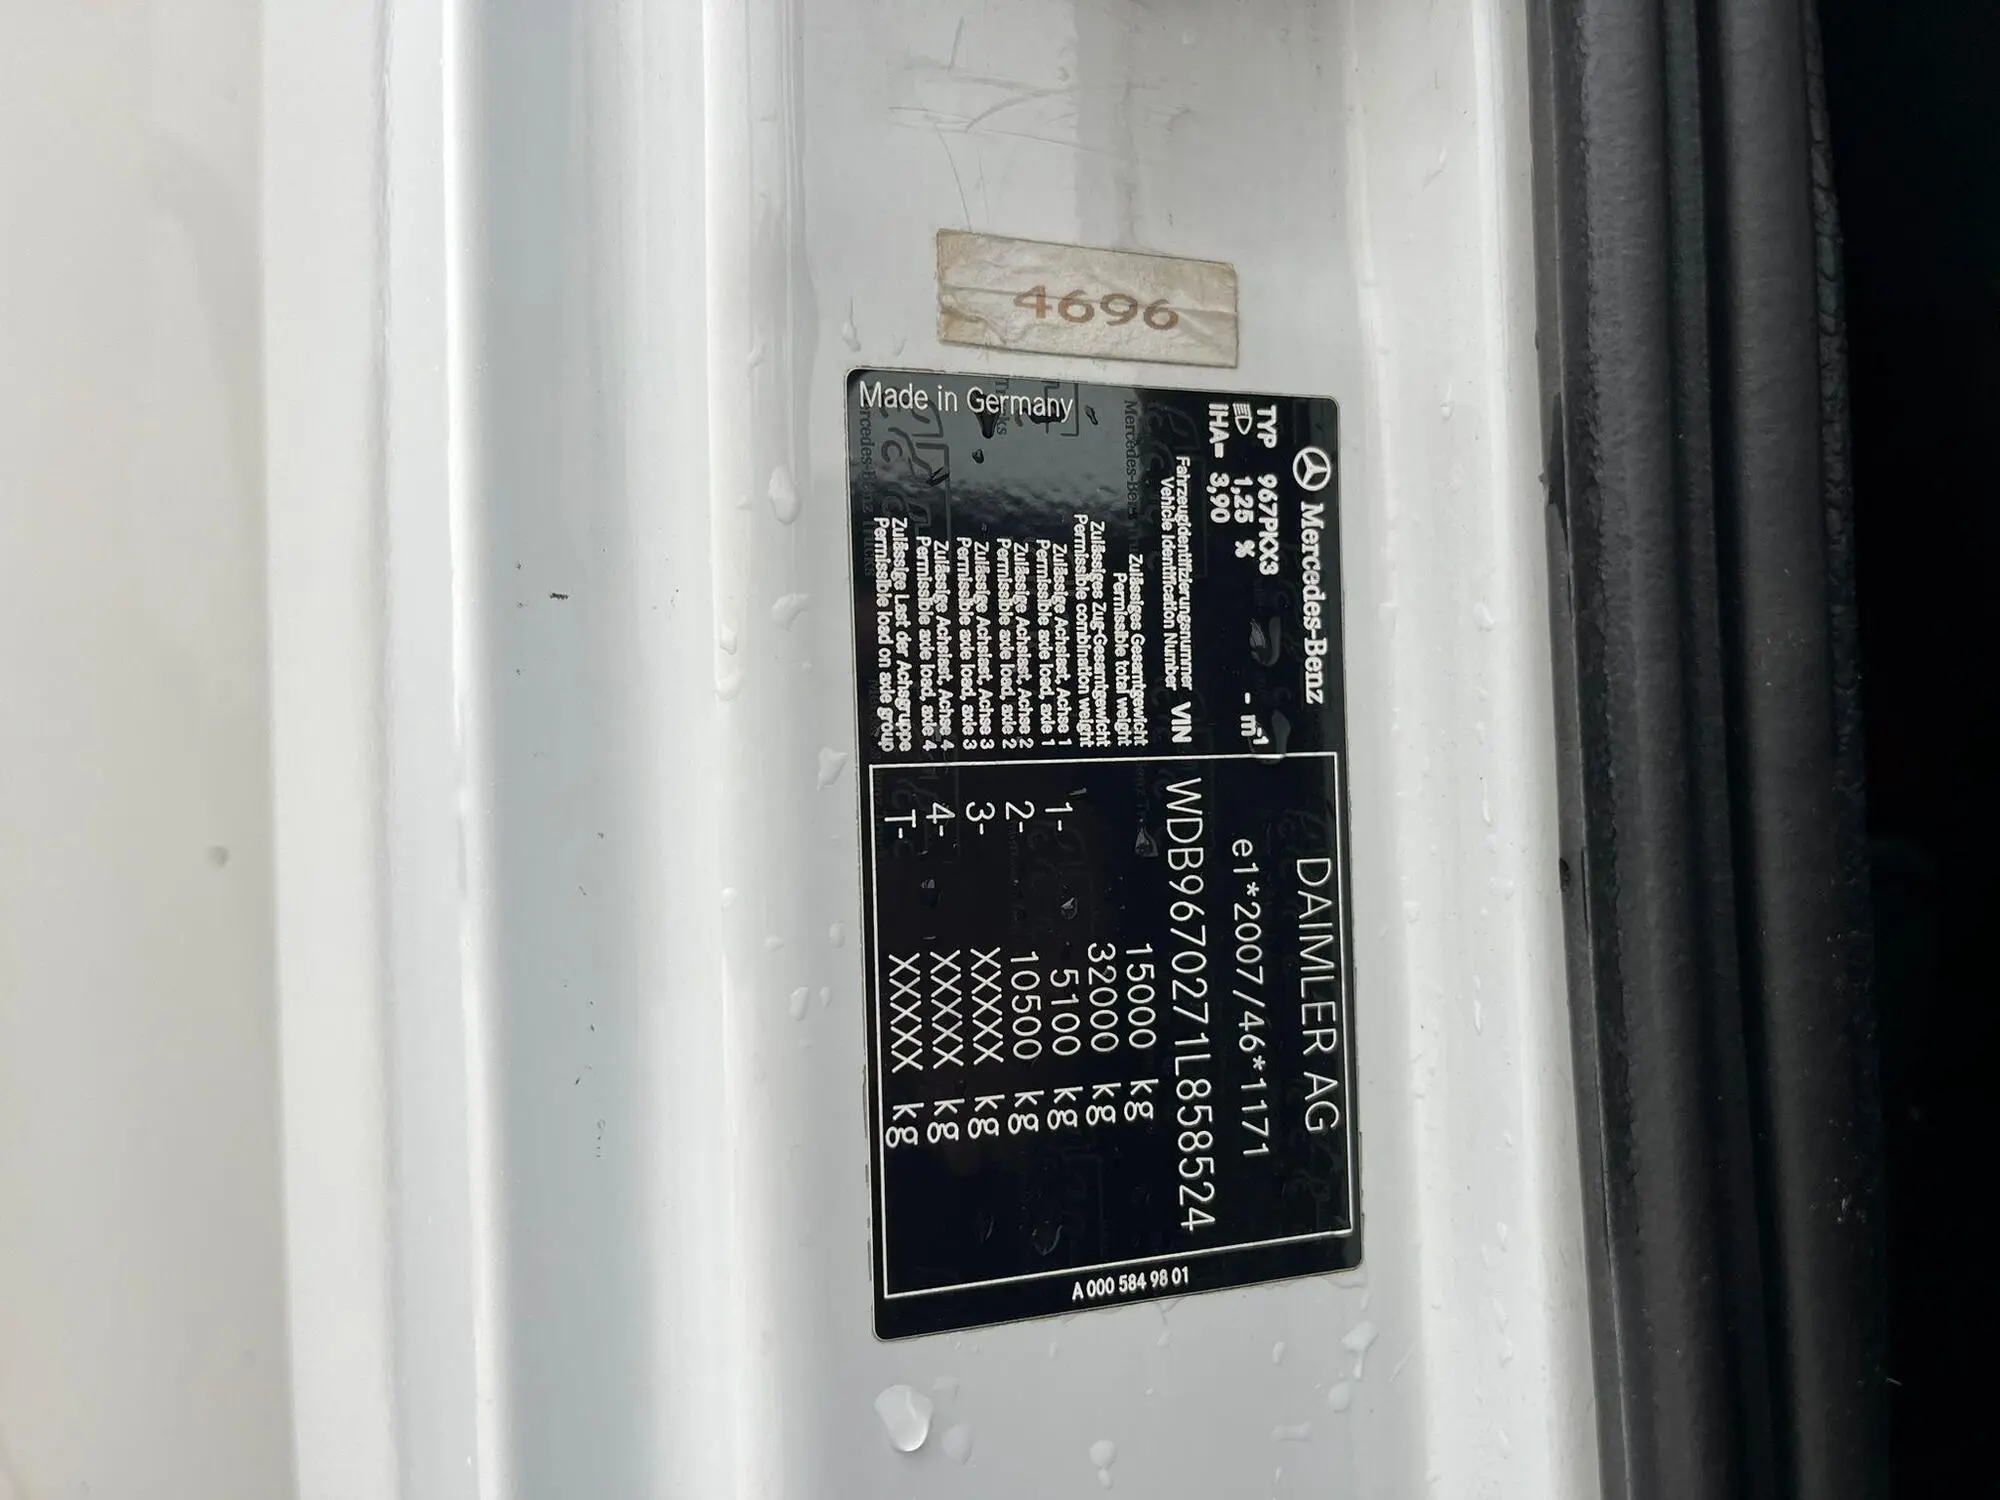 4696
Mercedes-Benz
DAIMLER AG
TYP 967PKX3 - m⁻¹
1,25 %
e1*2007/46*1171
IHA= 3,90
Fahrzeugidentifizierungsnummer
Vehicle Identification Number VIN
WDB9670271L858524
Zulässiges Gesamtgewicht
Permissible total weight
15000 kg
Zulässiges Zug-Gesamtgewicht
Permissible combination weight
32000 kg
Zulässige Achslast, Achse 1
Permissible axle load, axle 1
1- 5100 kg
Zulässige Achslast, Achse 2
Permissible axle load, axle 2
2- 10500 kg
Zulässige Achslast, Achse 3
Permissible axle load, axle 3
3- XXXXX kg
Zulässige Achslast, Achse 4
Permissible axle load, axle 4
4- XXXXX kg
Zulässige Last der Achsgruppe
Permissible load on axle group
T- XXXXX kg
Made in Germany
A 000 584 98 01